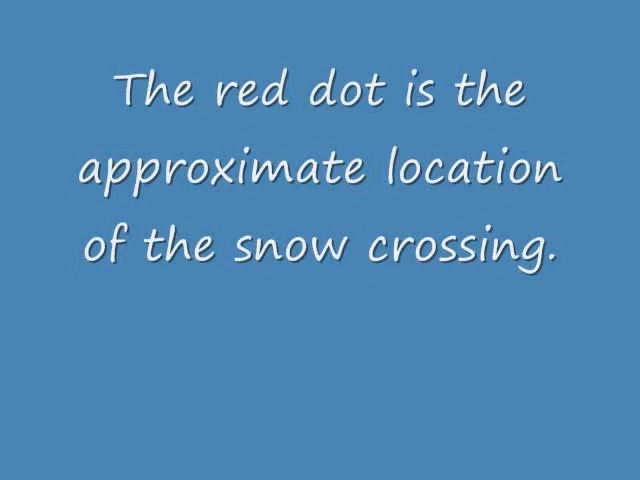 The red dot is the
approximate location
of the snow crossing.